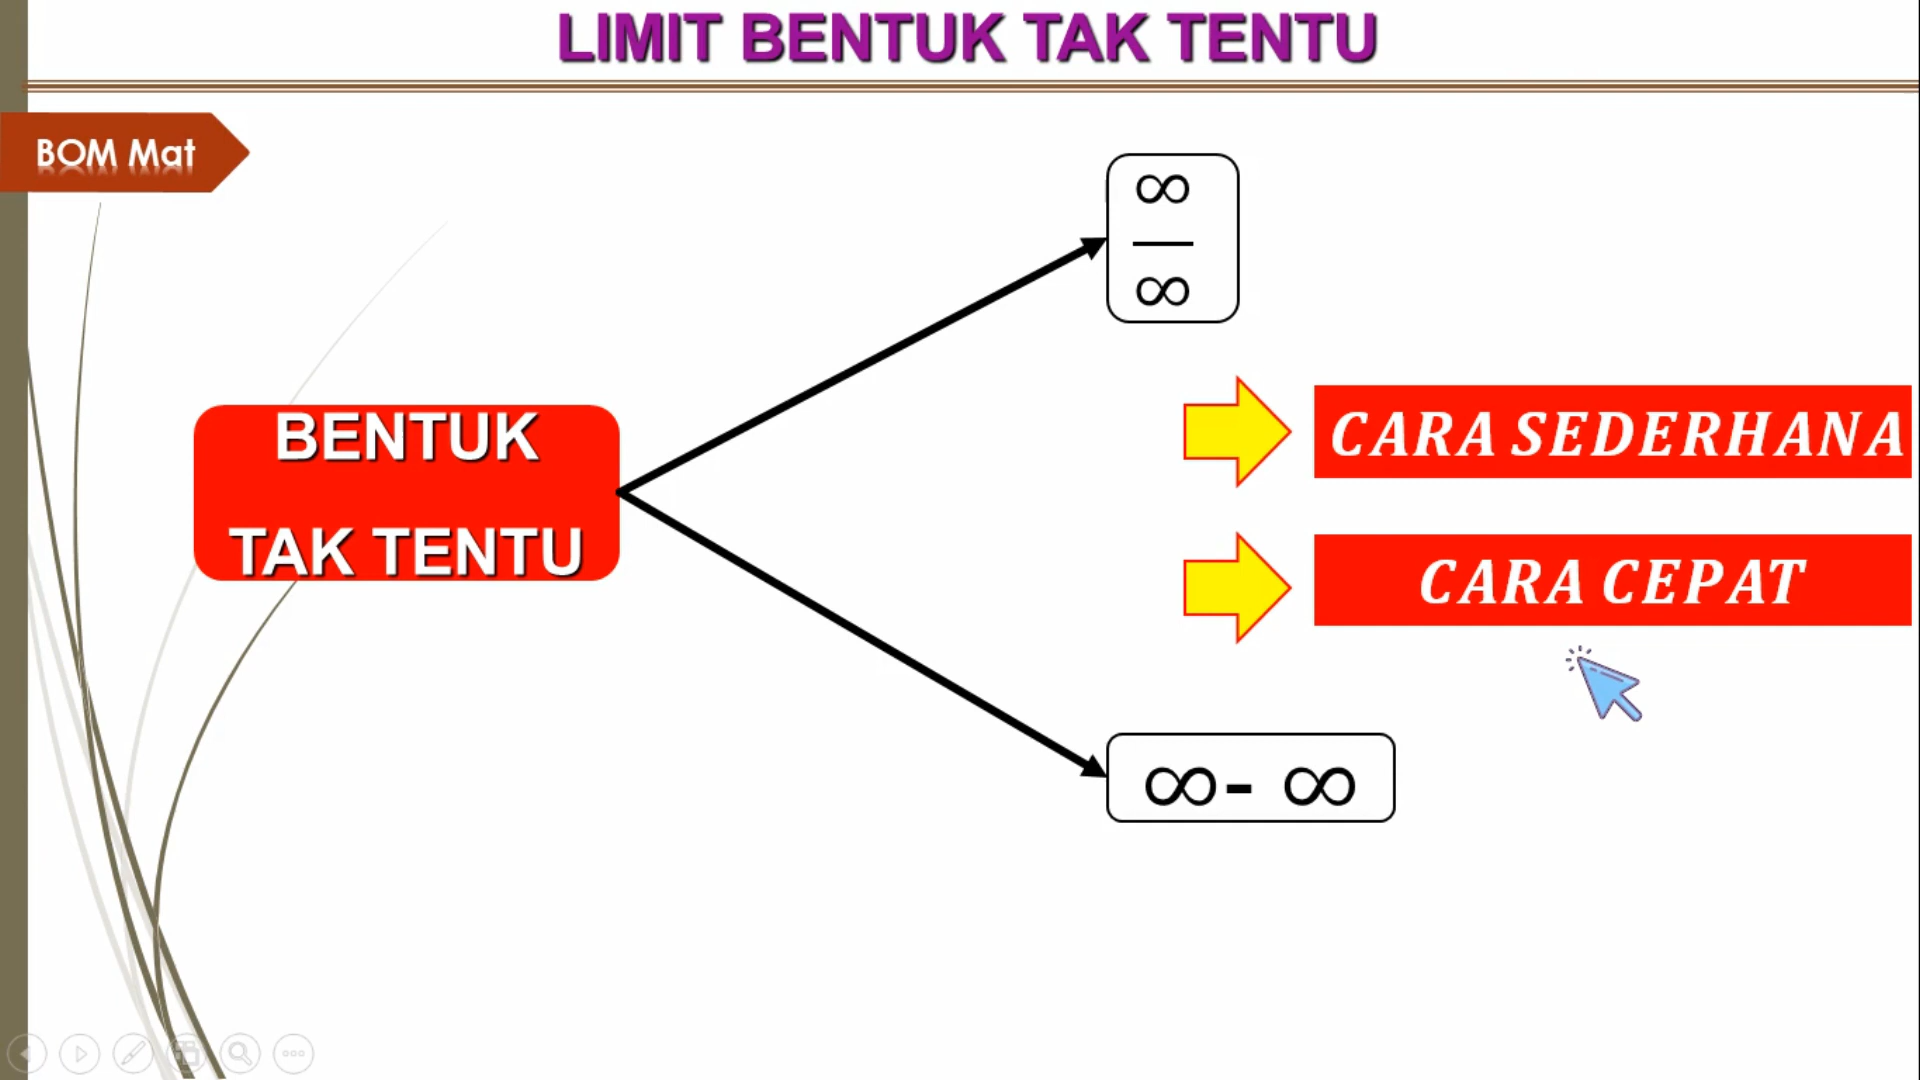 LIMIT BENTUK TAK TENTU
BOM Mat
∞
∞
BENTUK
TAK TENTU
CARA SEDERHANA
CARA CEPAT
∞- ∞